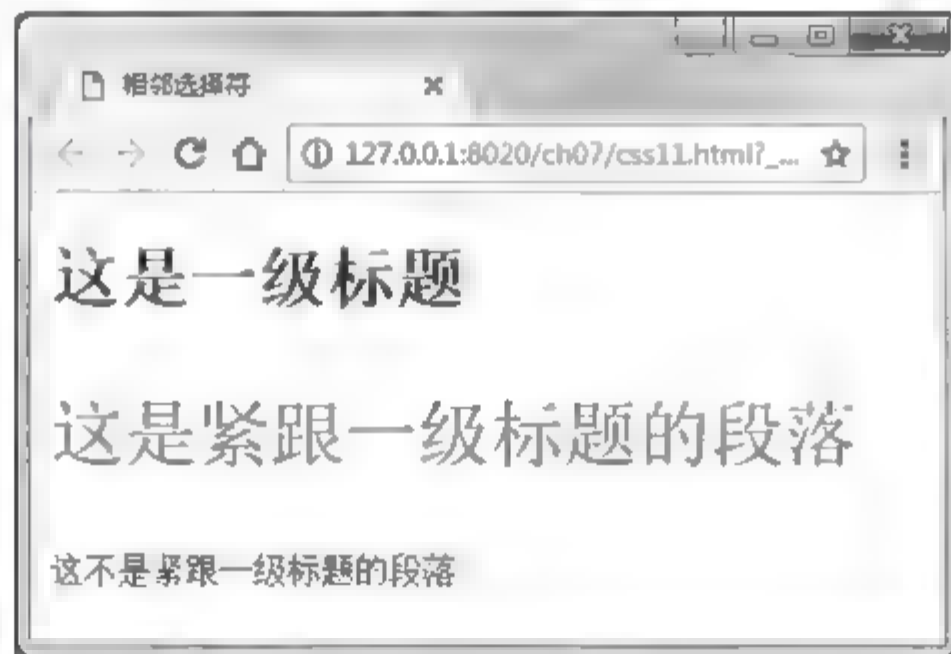 相邻选择符
127.0.0.1:8020/ch07/css11.html?_...
这是一级标题
这是紧跟一级标题的段落
这不是紧跟一级标题的段落